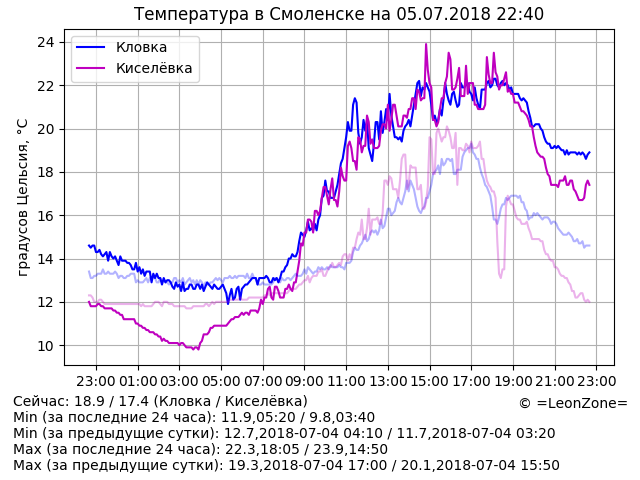 Температура в Смоленске на 05.07.2018 22:40
Кловка
Киселёвка
градусов Цельсия, °C
24
22
20
18
16
14
12
10
23:00 01:00 03:00 05:00 07:00 09:00 11:00 13:00 15:00 17:00 19:00 21:00 23:00
Сейчас: 18.9 / 17.4 (Кловка / Киселёвка)
© =LeonZone=
Min (за последние 24 часа): 11.9,05:20 / 9.8,03:40
Min (за предыдущие сутки): 12.7,2018-07-04 04:10 / 11.7,2018-07-04 03:20
Max (за последние 24 часа): 22.3,18:05 / 23.9,14:50
Max (за предыдущие сутки): 19.3,2018-07-04 17:00 / 20.1,2018-07-04 15:50